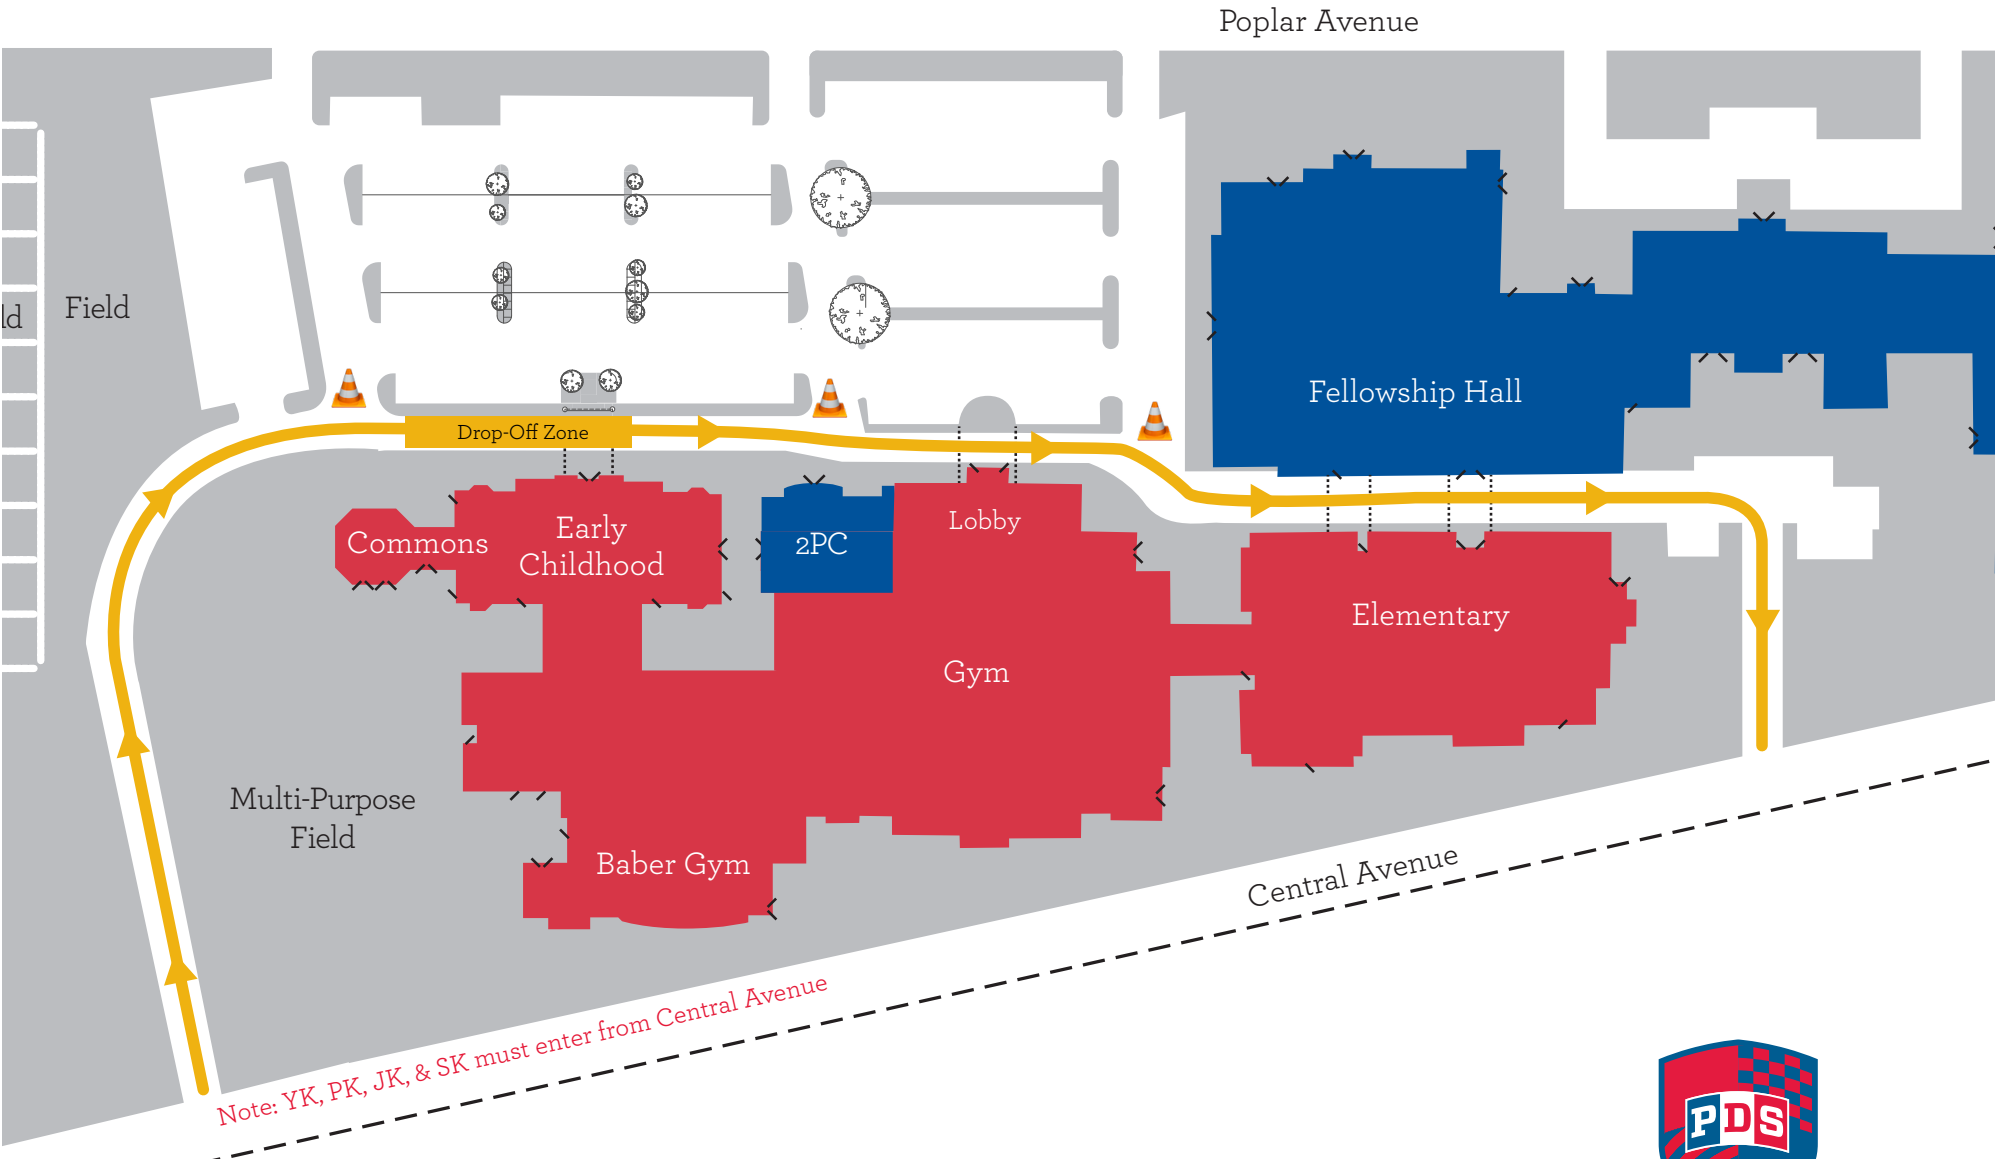 Poplar Avenue
ld
Field
Fellowship Hall
Drop-Off Zone
Commons
Early
Childhood
2PC
Lobby
Gym
Elementary
Multi-Purpose
Field
Baber Gym
Central Avenue
Note: YK, PK, JK, & SK must enter from Central Avenue
PDS